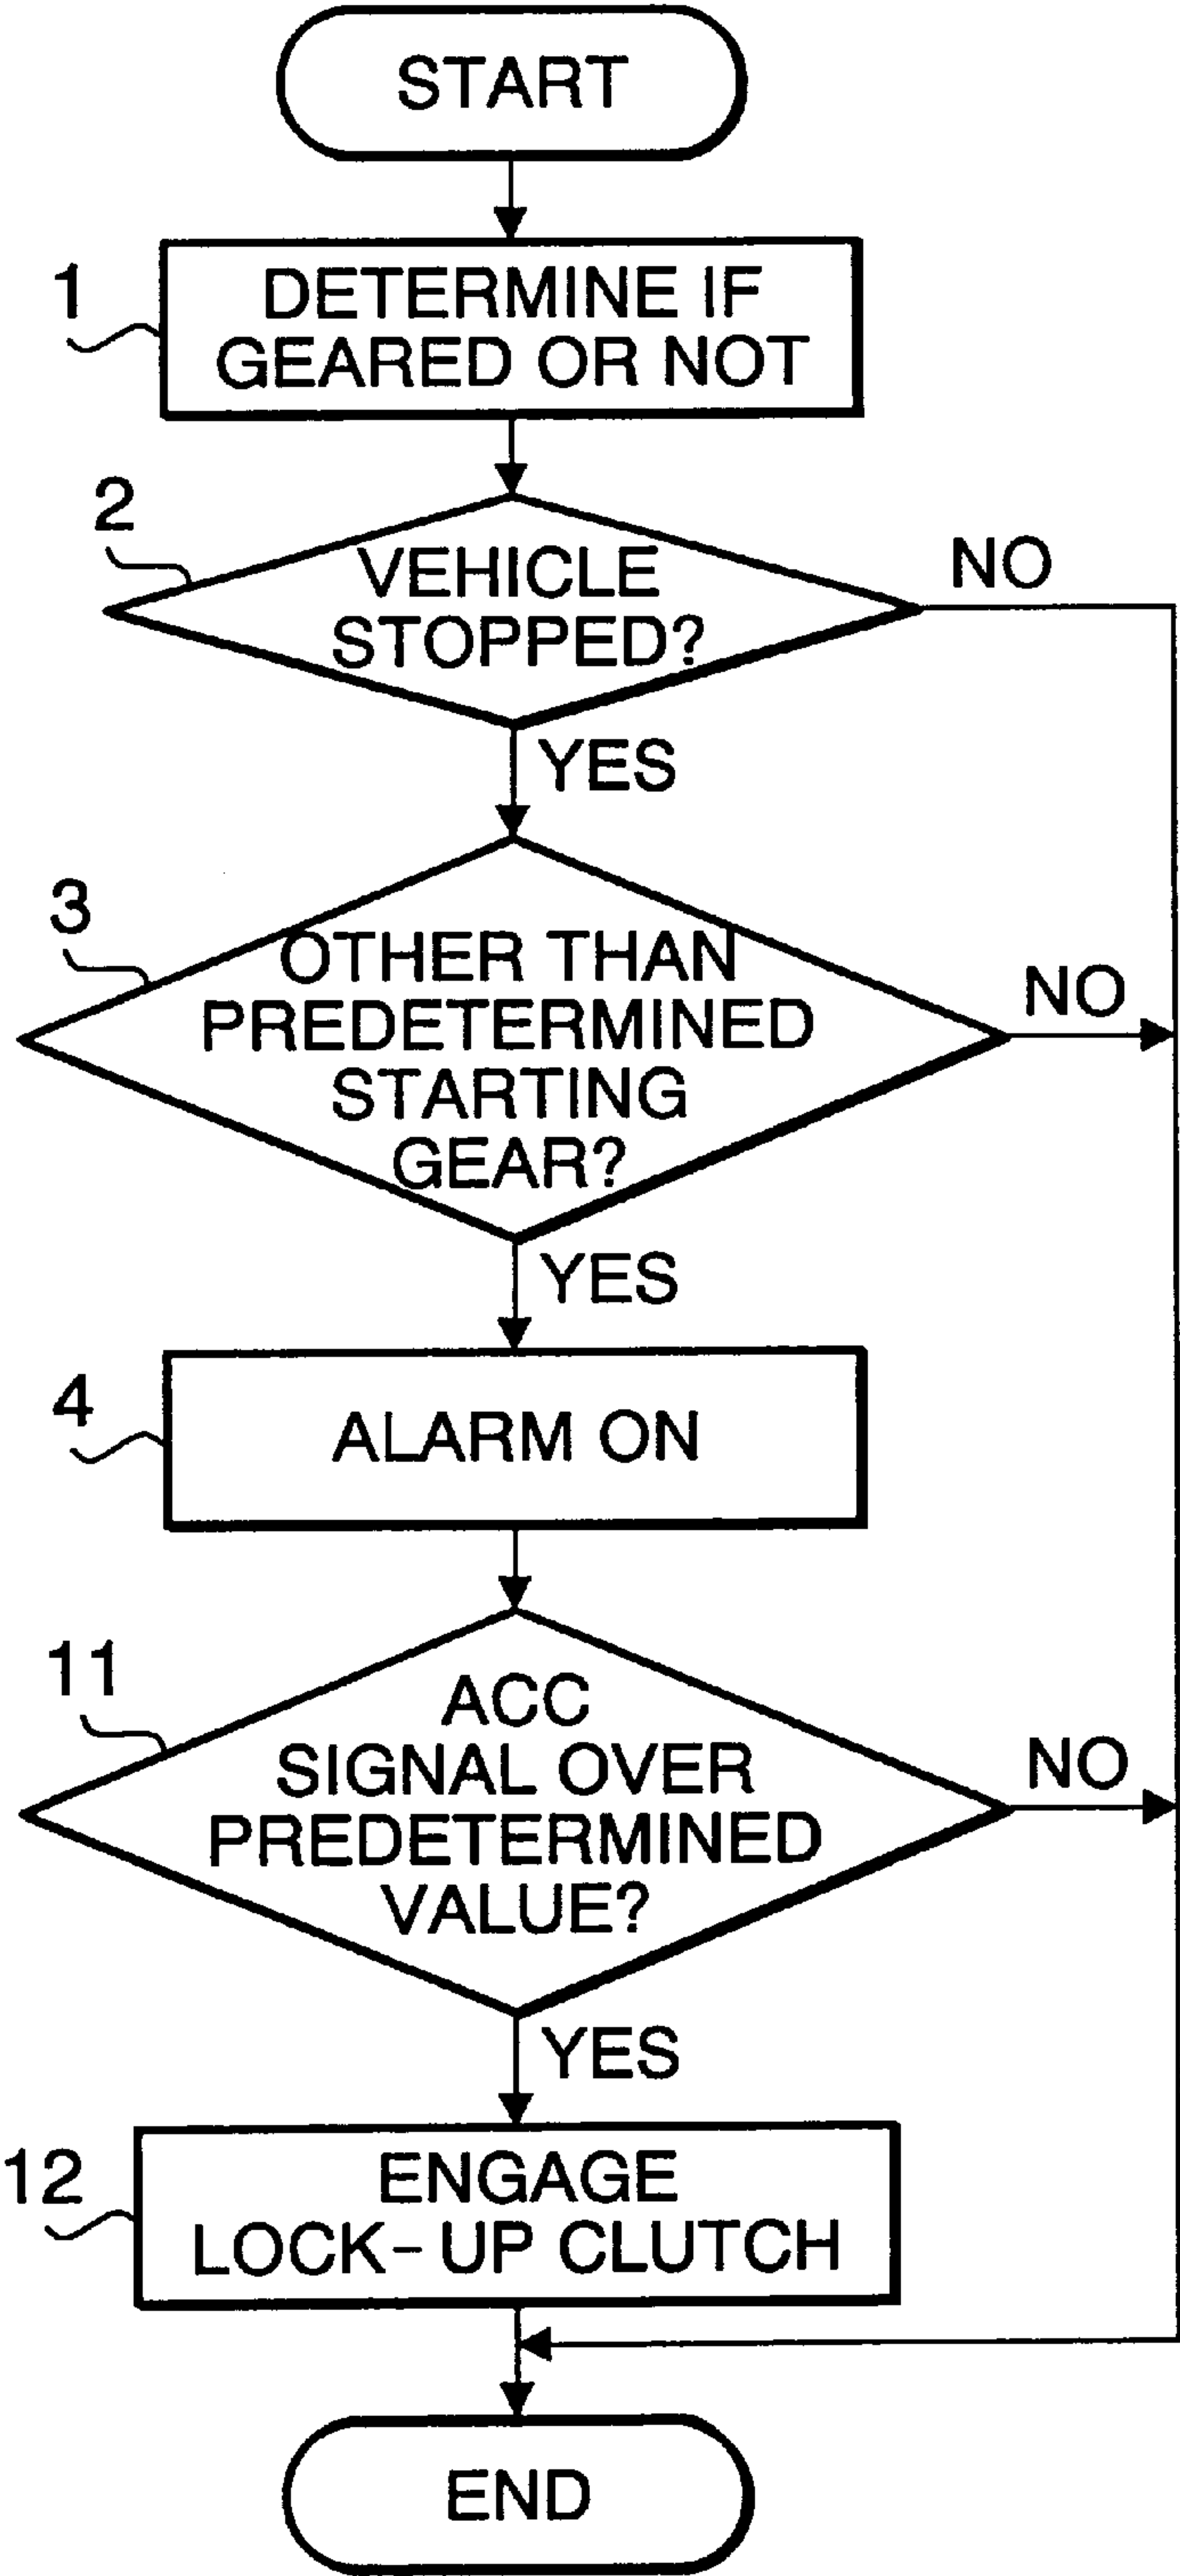 START
1
DETERMINE IF
GEARED OR NOT
2
VEHICLE
STOPPED?
NO
YES
3
OTHER THAN
PREDETERMINED
STARTING
GEAR?
NO
YES
4
ALARM ON
11
ACC
SIGNAL OVER
PREDETERMINED
VALUE?
NO
YES
12
ENGAGE
LOCK-UP CLUTCH
END